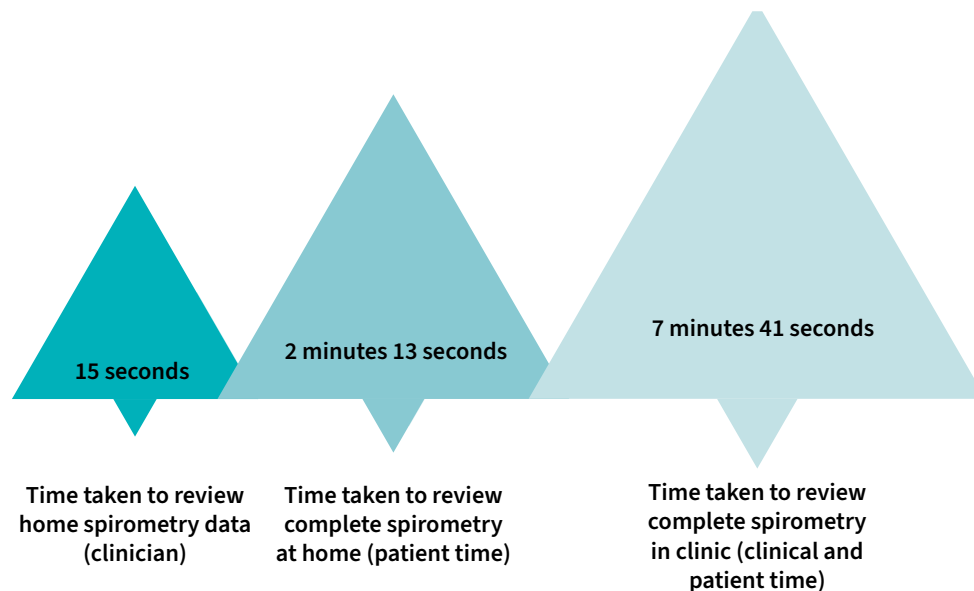 15 seconds
2 minutes 13 seconds
7 minutes 41 seconds
Time taken to review
home spirometry data
(clinician)
Time taken to review
complete spirometry
at home (patient time)
Time taken to review
complete spirometry
in clinic (clinical and
patient time)